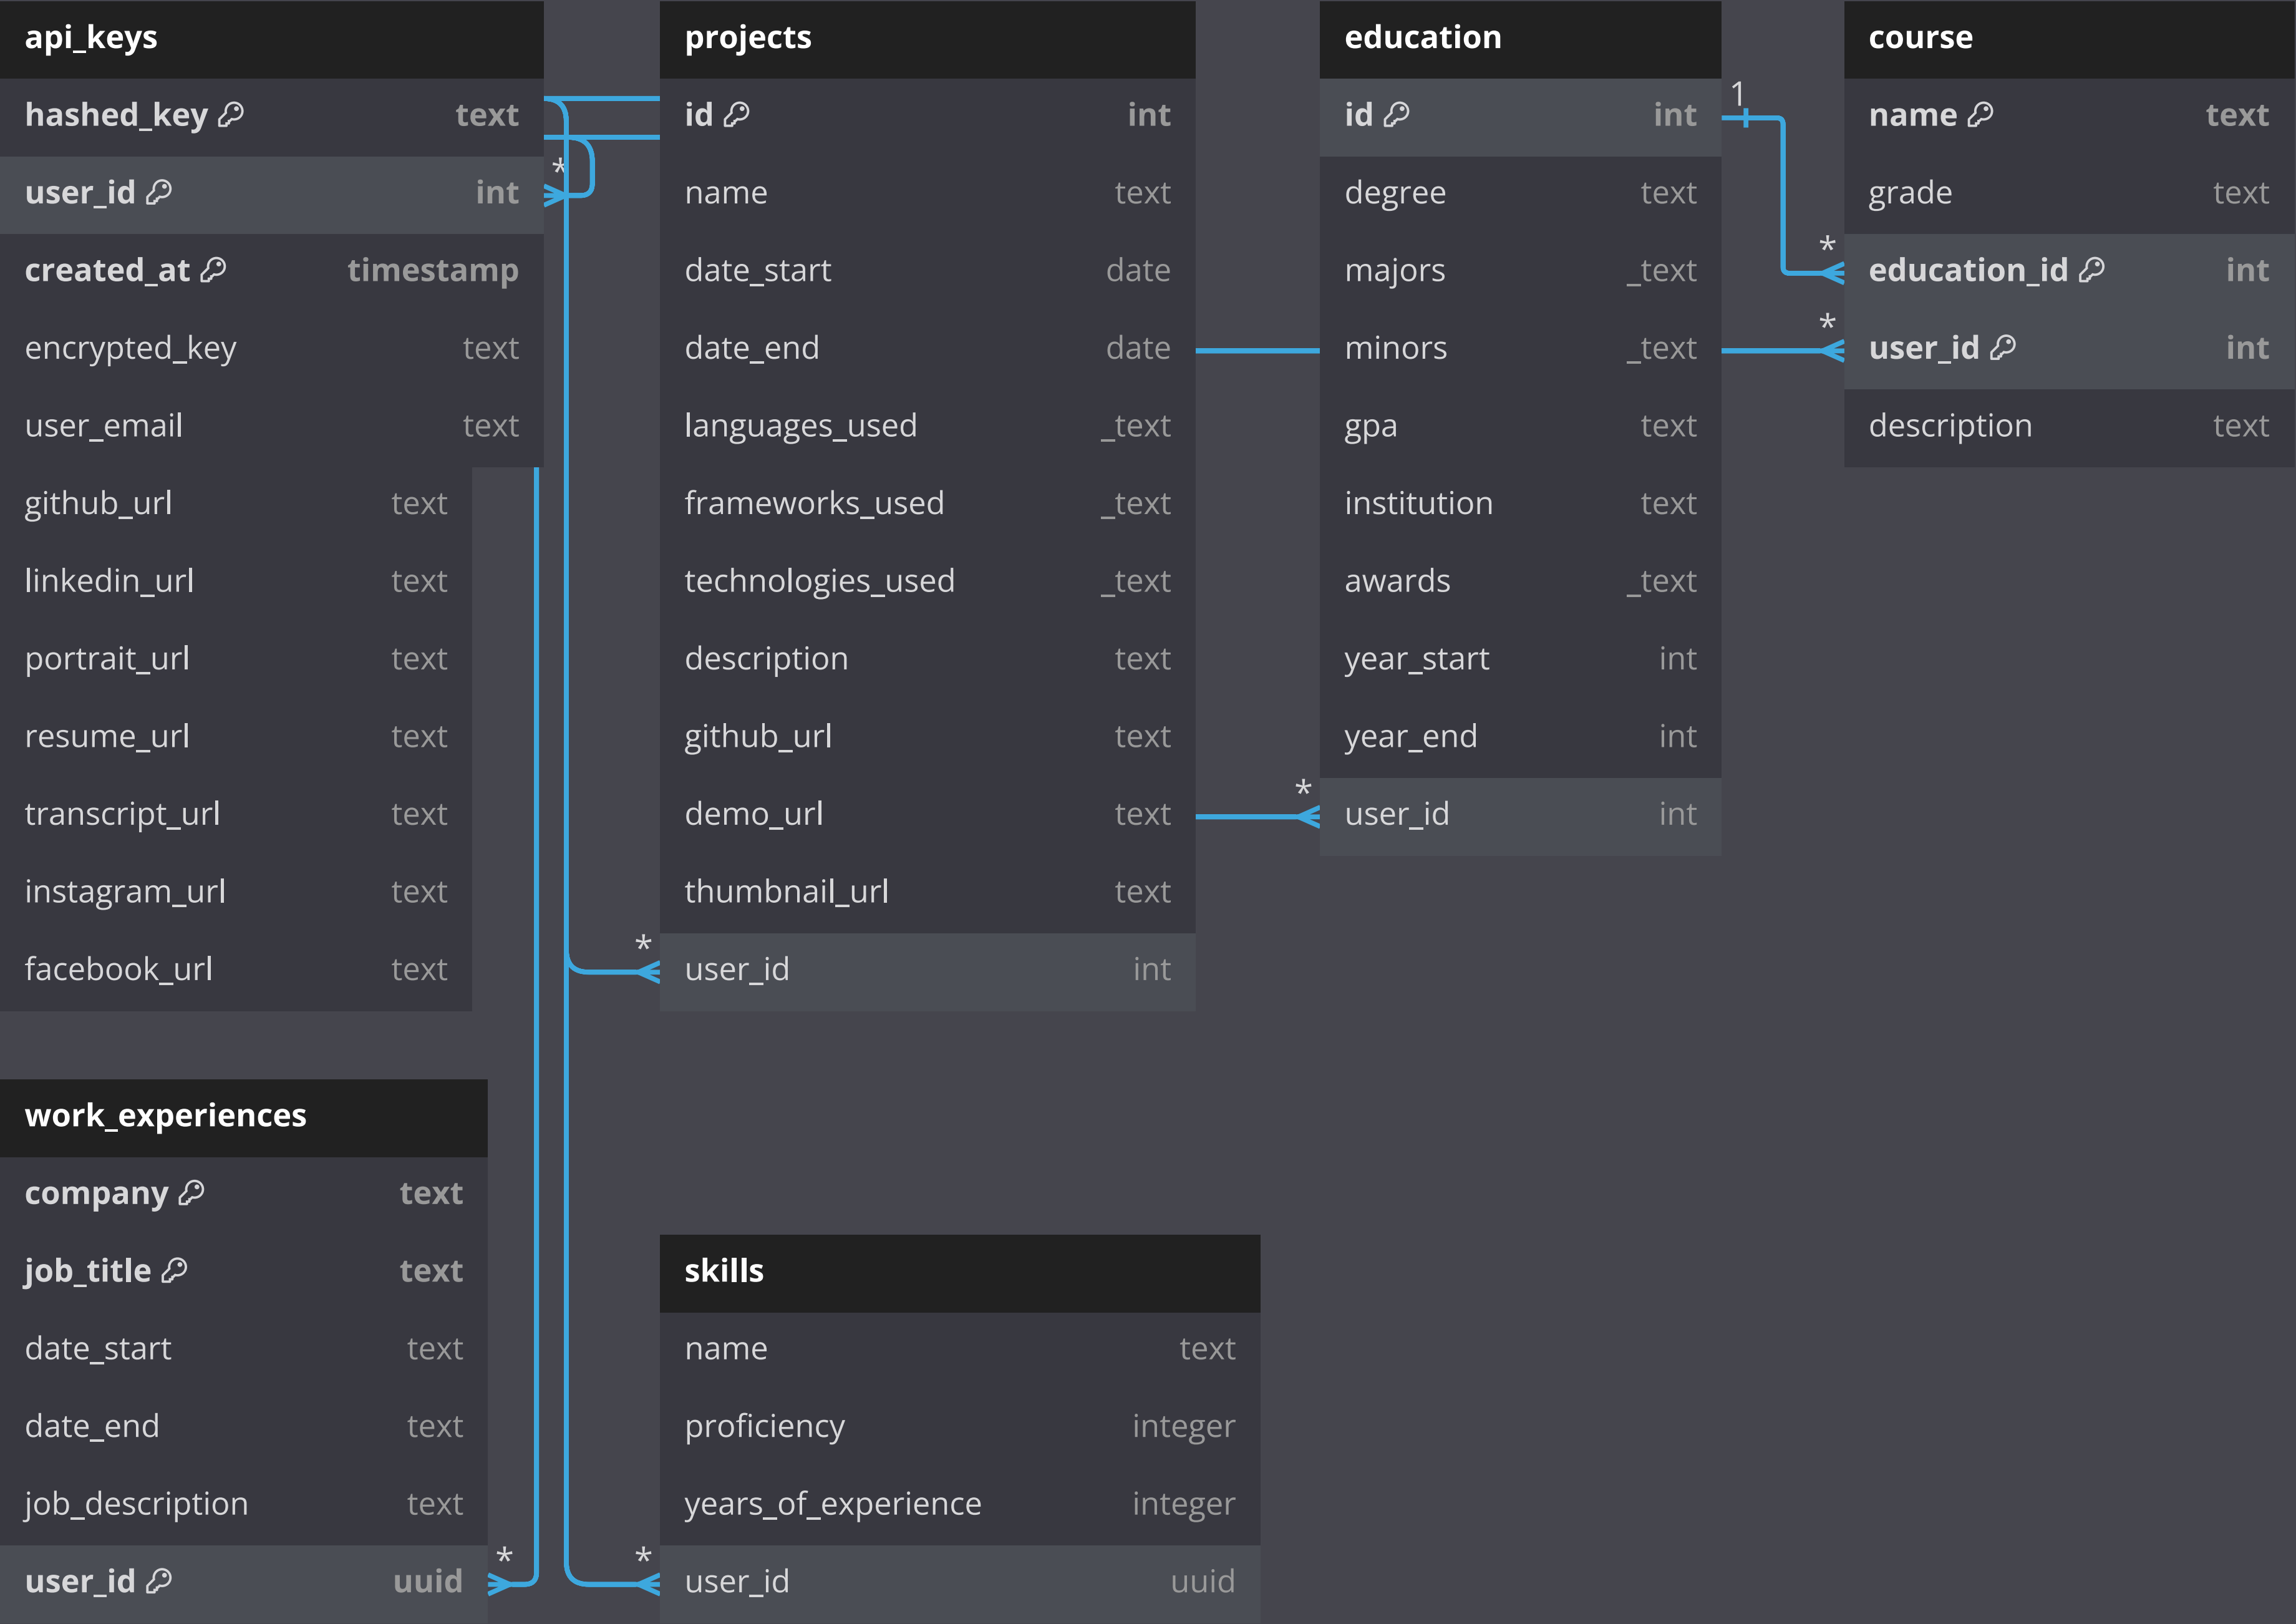 api_keys
hashed_key text
user_id int
created_at timestamp
encrypted_key text
user_email text
github_url text
linkedin_url text
portrait_url text
resume_url text
transcript_url text
instagram_url text
facebook_url text
*
projects
id int
name text
date_start date
date_end date
languages_used _text
frameworks_used _text
technologies_used _text
description text
github_url text
demo_url text
thumbnail_url text
* user_id int
education
id int 1
degree text
majors _text
minors _text
gpa text
institution text
awards _text
year_start int
year_end int
* user_id int
course
name text
grade text
* education_id int
* user_id int
description text
work_experiences
company text
job_title text
date_start text
date_end text
job_description text
user_id uuid *
skills
name text
proficiency integer
years_of_experience integer
* user_id uuid